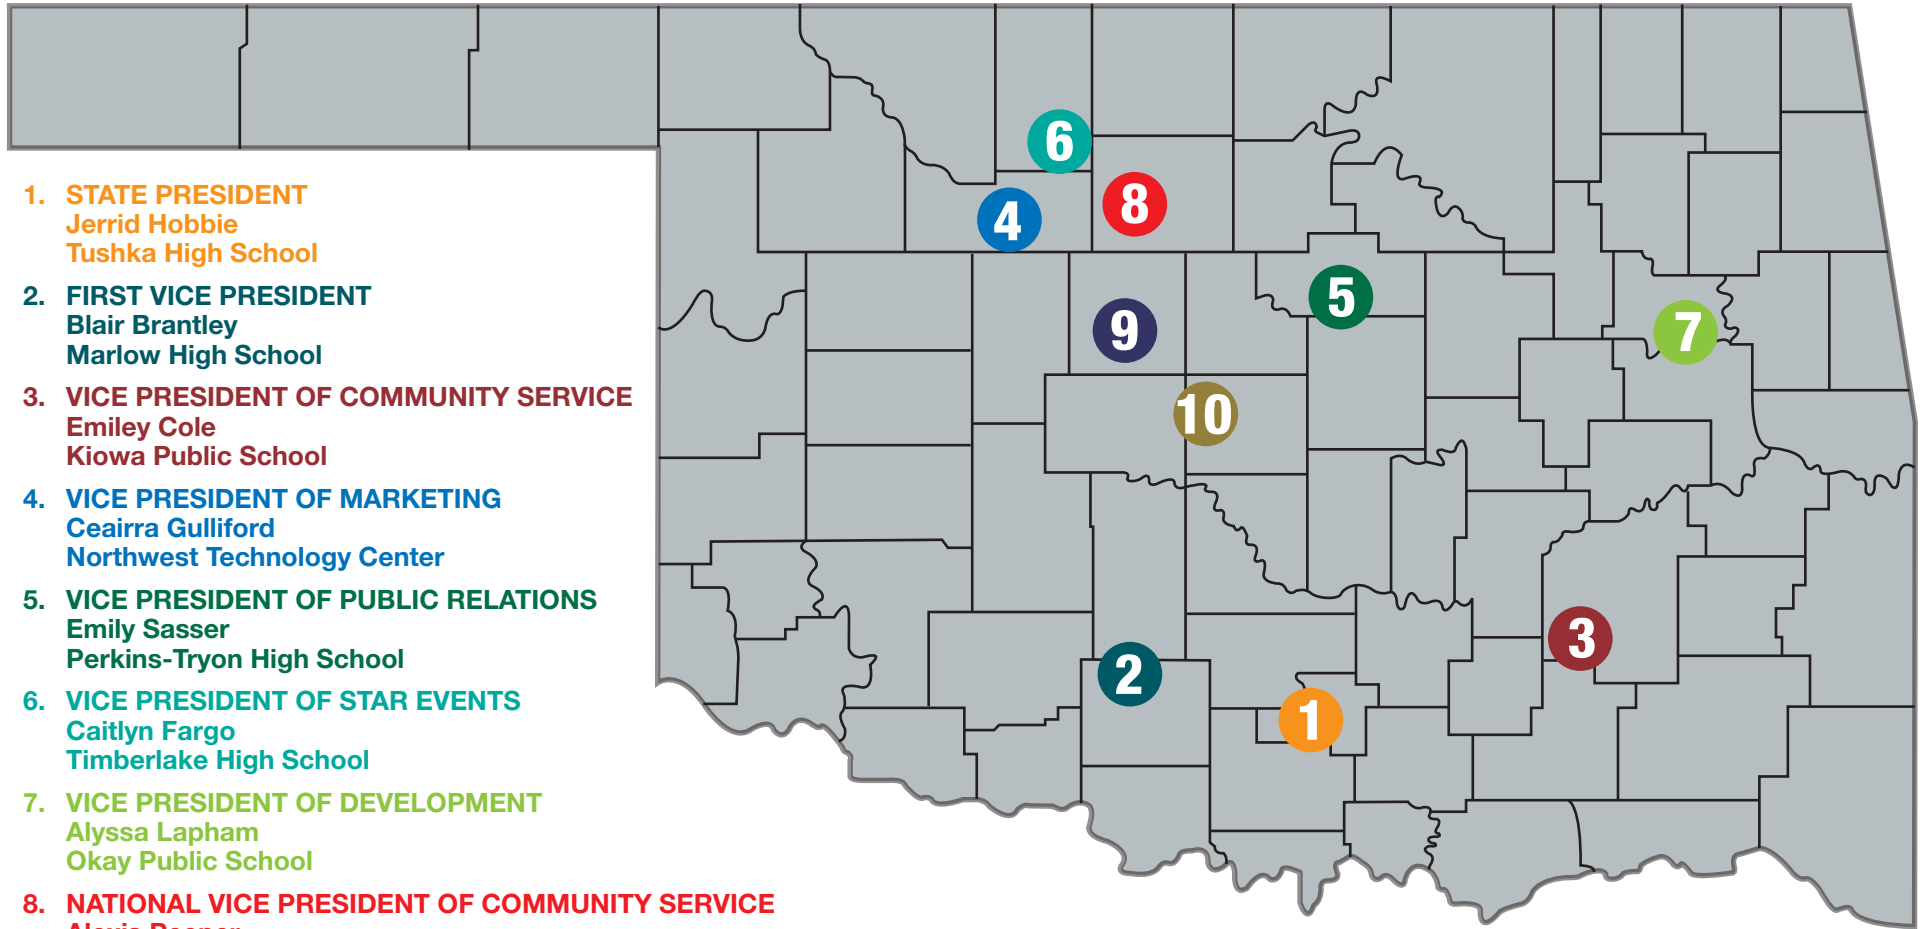 1. STATE PRESIDENT
Jerrid Hobbie
Tushka High School
2. FIRST VICE PRESIDENT
Blair Brantley
Marlow High School
3. VICE PRESIDENT OF COMMUNITY SERVICE
Emiley Cole
Kiowa Public School
4. VICE PRESIDENT OF MARKETING
Ceairra Gulliford
Northwest Technology Center
5. VICE PRESIDENT OF PUBLIC RELATIONS
Emily Sasser
Perkins-Tryon High School
6. VICE PRESIDENT OF STAR EVENTS
Caitlyn Fargo
Timberlake High School
7. VICE PRESIDENT OF DEVELOPMENT
Alyssa Lapham
Okay Public School
8. NATIONAL VICE PRESIDENT OF COMMUNITY SERVICE
6
8
4
5
9
7
10
3
2
1